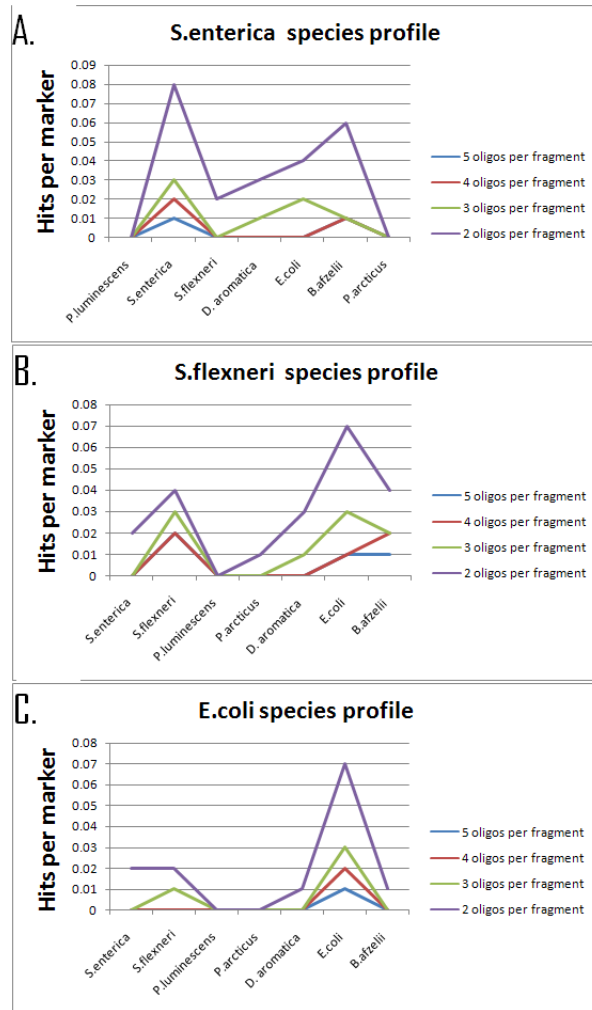 A.
S.enterica species profile
Hits per marker
0.09
0.08
0.07
0.06
0.05
0.04
0.03
0.02
0.01
0
P.luminescens
S.enterica
S.flexneri
D. aromatica
E.coli
B.afzelii
P.arcticus
5 oligos per fragment
4 oligos per fragment
3 oligos per fragment
2 oligos per fragment
B.
S.flexneri species profile
Hits per marker
0.08
0.07
0.06
0.05
0.04
0.03
0.02
0.01
0
S.enterica
S.flexneri
P.luminescens
P.arcticus
D. aromatica
E.coli
B.afzelii
5 oligos per fragment
4 oligos per fragment
3 oligos per fragment
2 oligos per fragment
C.
E.coli species profile
Hits per marker
0.08
0.07
0.06
0.05
0.04
0.03
0.02
0.01
0
S.enterica
S.flexneri
P.luminescens
P.arcticus
D. aromatica
E.coli
B.afzelii
5 oligos per fragment
4 oligos per fragment
3 oligos per fragment
2 oligos per fragment